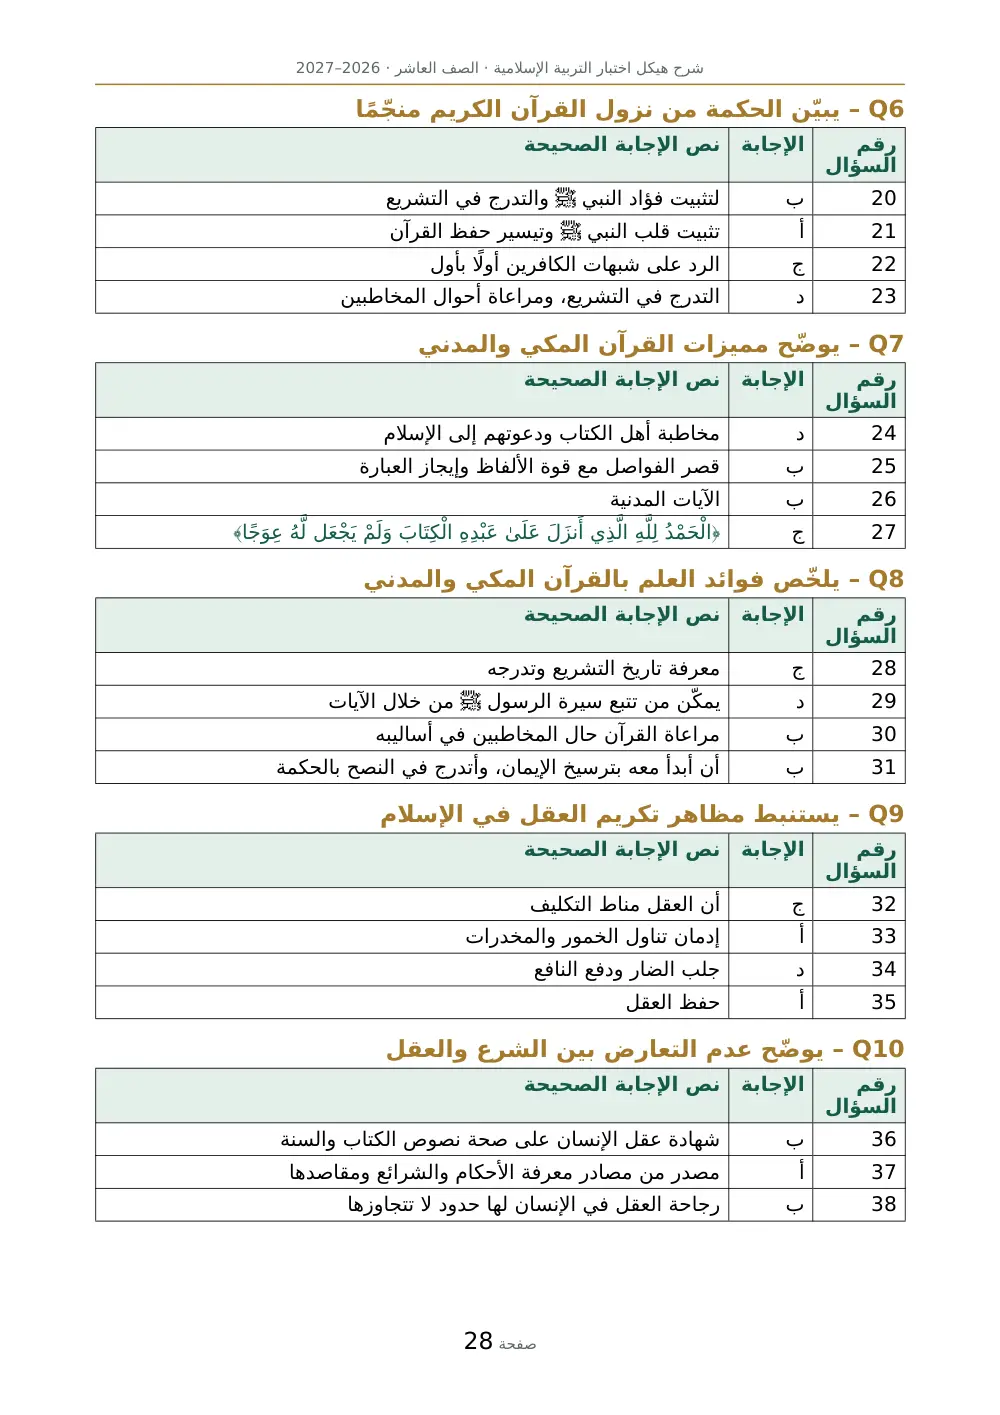 شرح هيكل اختبار التربية الإسلامية · الصف العاشر · 2026–2027
Q6 – يبيّن الحكمة من نزول القرآن الكريم منجّمًا
رقم السؤال الإجابة نص الإجابة الصحيحة
20 ب لتثبيت فؤاد النبي ﷺ والتدرج في التشريع
21 أ تثبيت قلب النبي ﷺ وتيسير حفظ القرآن
22 ج الرد على شبهات الكافرين أولًا بأول
23 د التدرج في التشريع، ومراعاة أحوال المخاطبين
Q7 – يوضّح مميزات القرآن المكي والمدني
رقم السؤال الإجابة نص الإجابة الصحيحة
24 د مخاطبة أهل الكتاب ودعوتهم إلى الإسلام
25 ب قصر الفواصل مع قوة الألفاظ وإيجاز العبارة
26 ب الآيات المدنية
27 ج ﴿الْحَمْدُ لِلَّهِ الَّذِي أَنزَلَ عَلَىٰ عَبْدِهِ الْكِتَابَ وَلَمْ يَجْعَل لَّهُ عِوَجًا﴾
Q8 – يلخّص فوائد العلم بالقرآن المكي والمدني
رقم السؤال الإجابة نص الإجابة الصحيحة
28 ج معرفة تاريخ التشريع وتدرجه
29 د يمكّن من تتبع سيرة الرسول ﷺ من خلال الآيات
30 ب مراعاة القرآن حال المخاطبين في أساليبه
31 ب أن أبدأ معه بترسيخ الإيمان، وأتدرج في النصح بالحكمة
Q9 – يستنبط مظاهر تكريم العقل في الإسلام
رقم السؤال الإجابة نص الإجابة الصحيحة
32 ج أن العقل مناط التكليف
33 أ إدمان تناول الخمور والمخدرات
34 د جلب الضار ودفع النافع
35 أ حفظ العقل
Q10 – يوضّح عدم التعارض بين الشرع والعقل
رقم السؤال الإجابة نص الإجابة الصحيحة
36 ب شهادة عقل الإنسان على صحة نصوص الكتاب والسنة
37 أ مصدر من مصادر معرفة الأحكام والشرائع ومقاصدها
38 ب رجاحة العقل في الإنسان لها حدود لا تتجاوزها
صفحة 28